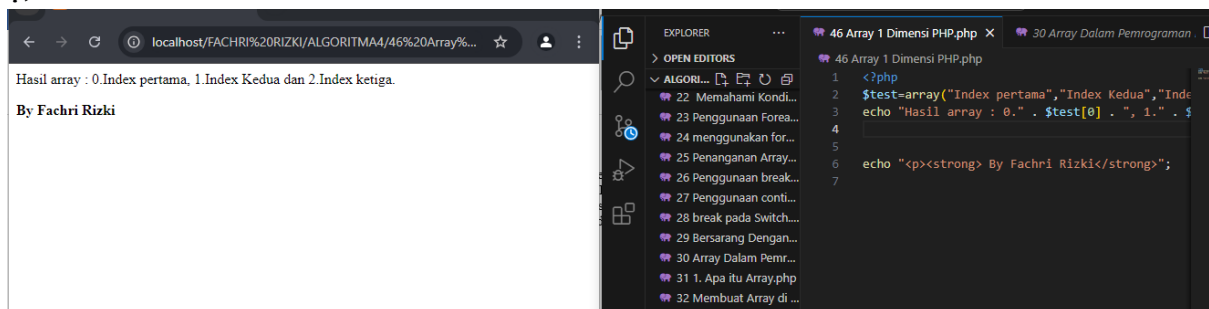 localhost/FACHRI%20RIZKI/ALGORITMA4/46%20Array%...
Hasil array : 0.Index pertama, 1.Index Kedua dan 2.Index ketiga.
By Fachri Rizki
EXPLORER ...
OPEN EDITORS
ALGORI...
22 Memahami Kondi...
23 Penggunaan Forea...
24 menggunakan for...
25 Penanganan Array...
26 Penggunaan break...
27 Penggunaan conti...
28 break pada Switch....
29 Bersarang Dengan...
30 Array Dalam Pemr...
31 1. Apa itu Array.php
32 Membuat Array di ...
46 Array 1 Dimensi PHP.php
30 Array Dalam Pemrograman .
46 Array 1 Dimensi PHP.php
1 <?php
2 $test=array("Index pertama","Index Kedua","Inde
3 echo "Hasil array : 0." . $test[0] . ", 1." . $
4
5
6 echo "<p><strong> By Fachri Rizki</strong>";
7